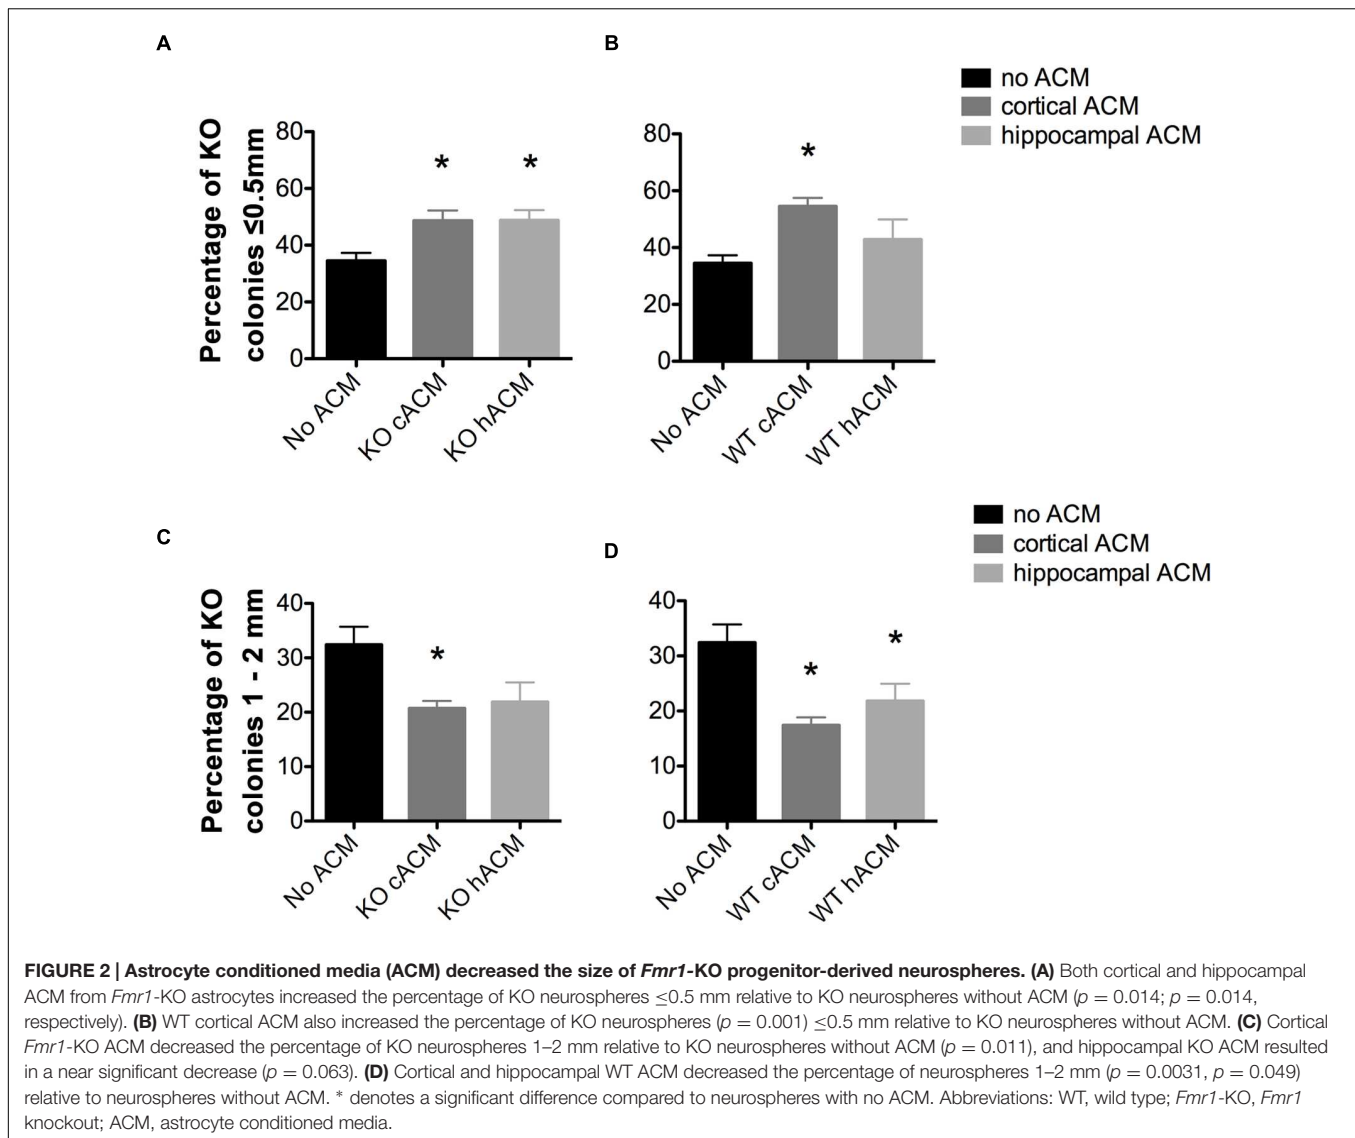 A
Percentage of KO
colonies ≤0.5mm
80
60
40
20
0
*
*
No ACM
KO cACM
KO hACM
B
80
60
40
20
0
*
No ACM
WT cACM
WT hACM
no ACM
cortical ACM
hippocampal ACM
C
Percentage of KO
colonies 1 - 2 mm
40
30
20
10
0
*
No ACM
KO cACM
KO hACM
D
40
30
20
10
0
*
*
No ACM
WT cACM
WT hACM
no ACM
cortical ACM
hippocampal ACM
FIGURE 2 | Astrocyte conditioned media (ACM) decreased the size of Fmr1-KO progenitor-derived neurospheres. (A) Both cortical and hippocampal
ACM from Fmr1-KO astrocytes increased the percentage of KO neurospheres ≤0.5 mm relative to KO neurospheres without ACM (p = 0.014; p = 0.014,
respectively). (B) WT cortical ACM also increased the percentage of KO neurospheres (p = 0.001) ≤0.5 mm relative to KO neurospheres without ACM. (C) Cortical
Fmr1-KO ACM decreased the percentage of KO neurospheres 1–2 mm relative to KO neurospheres without ACM (p = 0.011), and hippocampal KO ACM resulted
in a near significant decrease (p = 0.063). (D) Cortical and hippocampal WT ACM decreased the percentage of neurospheres 1–2 mm (p = 0.0031, p = 0.049)
relative to neurospheres without ACM. * denotes a significant difference compared to neurospheres with no ACM. Abbreviations: WT, wild type; Fmr1-KO, Fmr1
knockout; ACM, astrocyte conditioned media.